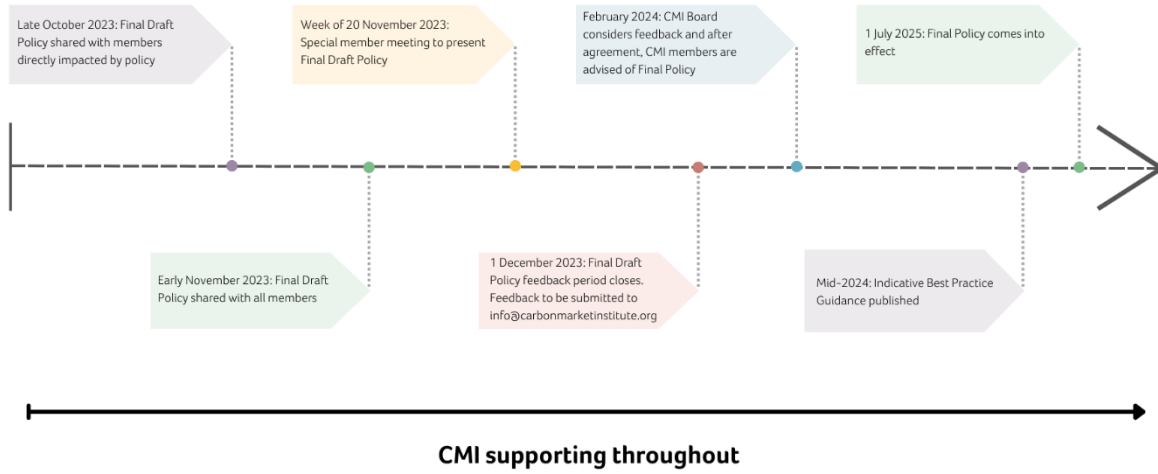 Late October 2023: Final Draft
Policy shared with members
directly impacted by policy
Week of 20 November 2023:
Special member meeting to present
Final Draft Policy
February 2024: CMI Board
considers feedback and after
agreement, CMI members are
advised of Final Policy
1 July 2025: Final Policy comes into
effect
Early November 2023: Final Draft
Policy shared with all members
1 December 2023: Final Draft
Policy feedback period closes.
Feedback to be submitted to
info@carbonmarketinstitute.org
Mid-2024: Indicative Best Practice
Guidance published
CMI supporting throughout